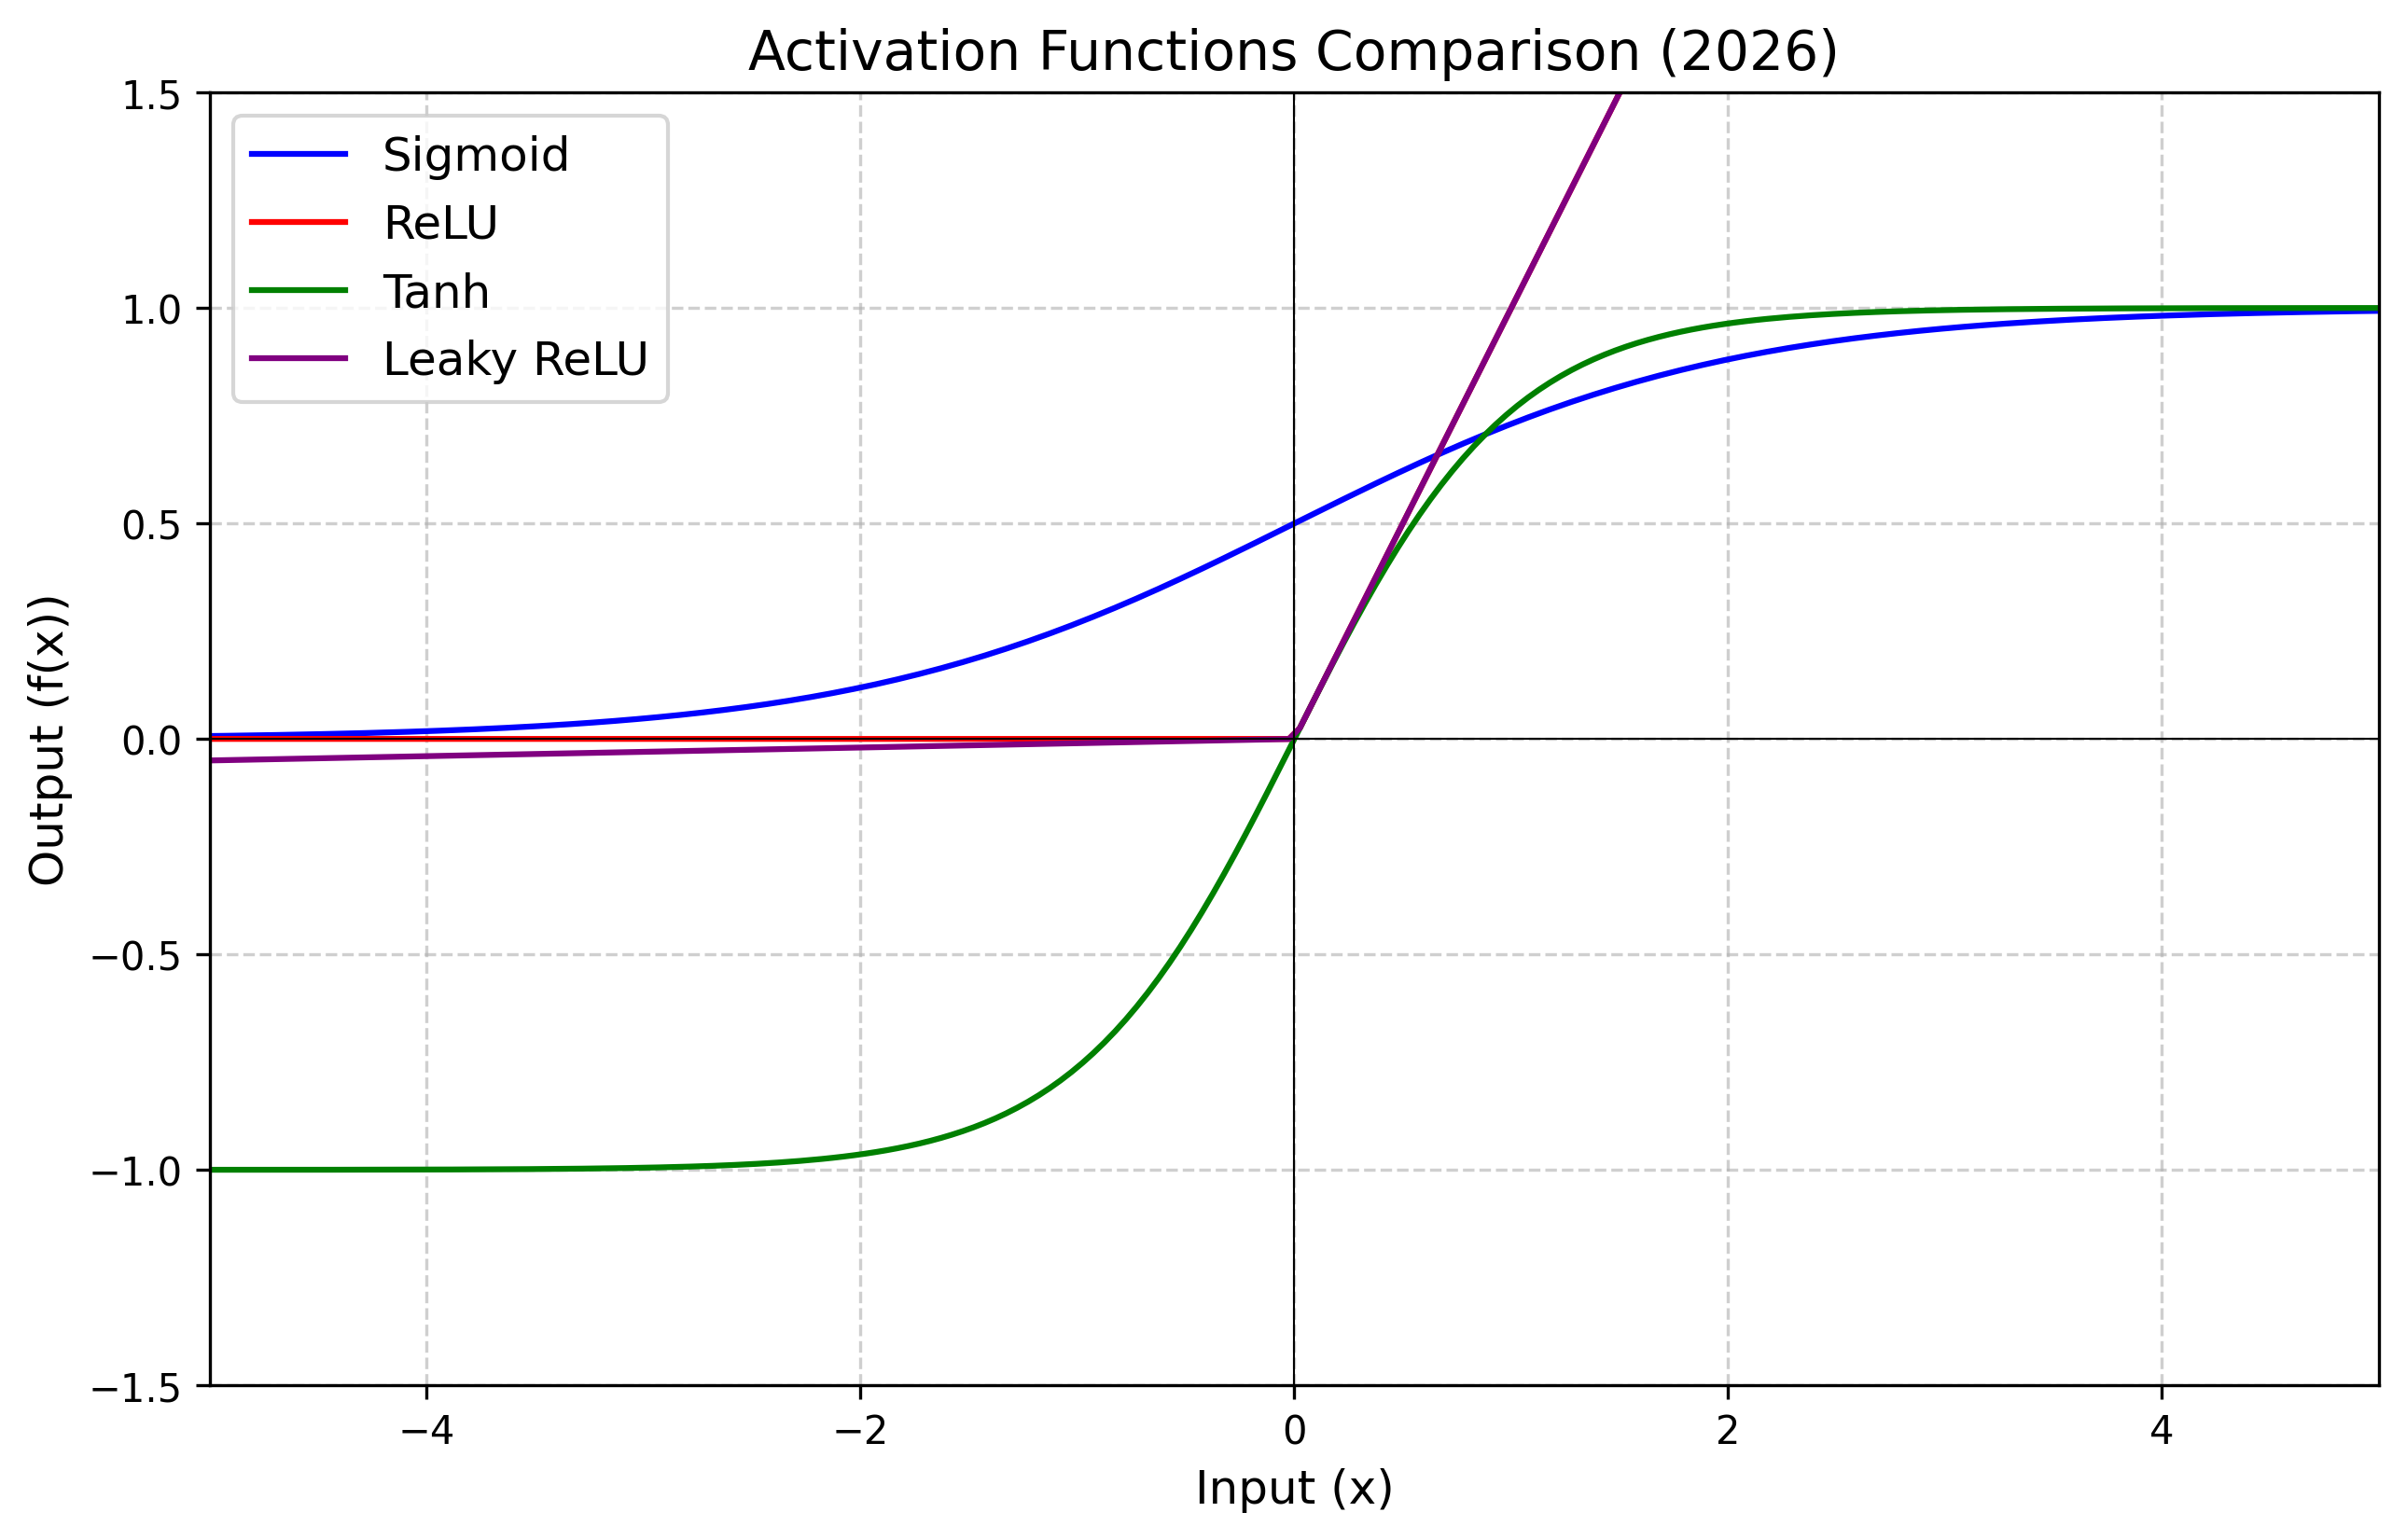 Activation Functions Comparison (2026)
1.5
1.0
0.5
0.0
−0.5
−1.0
−1.5
Sigmoid
ReLU
Tanh
Leaky ReLU
Output (f(x))
−4
−2
0
2
4
Input (x)